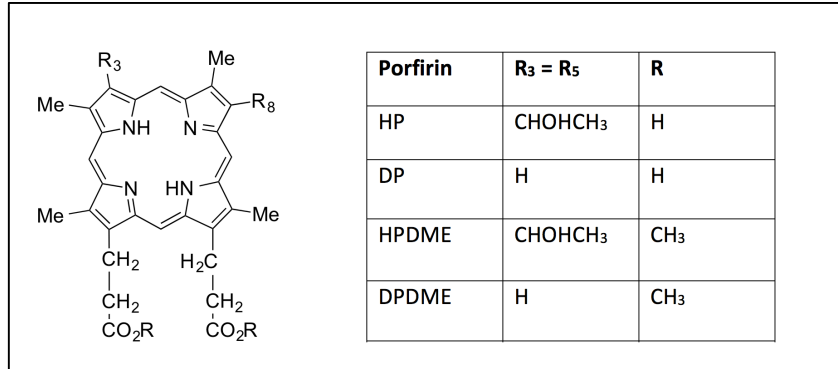 R3 Me
Me R8
NH N
N HN
Me Me
CH2 H2C
CH2 CH2
CO2R CO2R
Porfirin R3 = R5 R
HP CHOHCH3 H
DP H H
HPDME CHOHCH3 CH3
DPDME H CH3